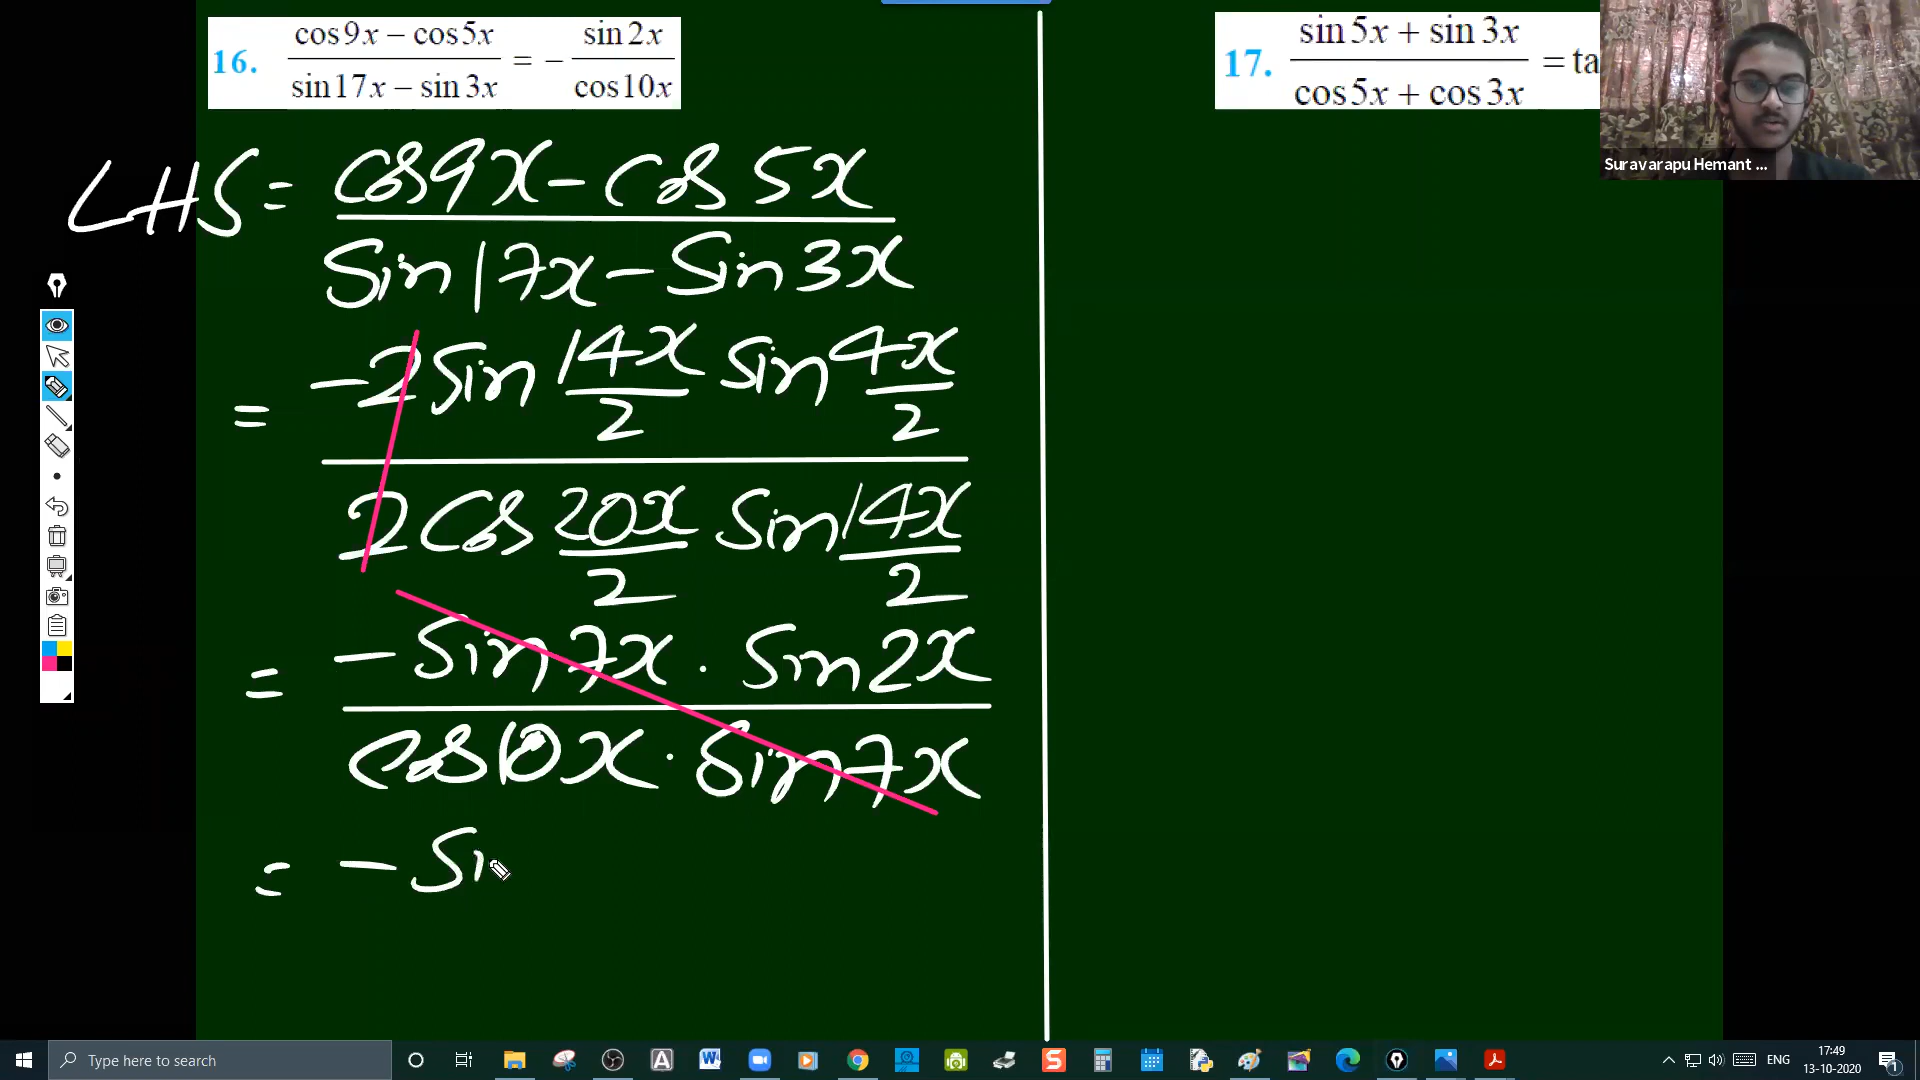 16. cos 9x − cos 5x / sin 17x − sin 3x = − sin 2x / cos 10x
17. sin 5x + sin 3x / cos 5x + cos 3x = ta
Suravarapu Hemant ...
LHS = cos 9x − cos 5x / Sin 17x − Sin 3x
= −2 Sin 14x/2 Sin 4x/2 / 2 Cos 20x/2 Sin 14x/2
= − Sin 7x . Sin 2x / cos 10x . Sin 7x
= − Si
Type here to search
ENG
17:49
13-10-2020
1